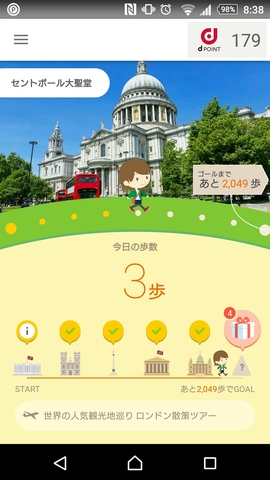 98% 8:38
d POINT 179
セントポール大聖堂
ゴールまで
あと 2,049 歩
今日の歩数
3歩
4
START あと2,049歩でGOAL
世界の人気観光地巡り ロンドン散策ツアー